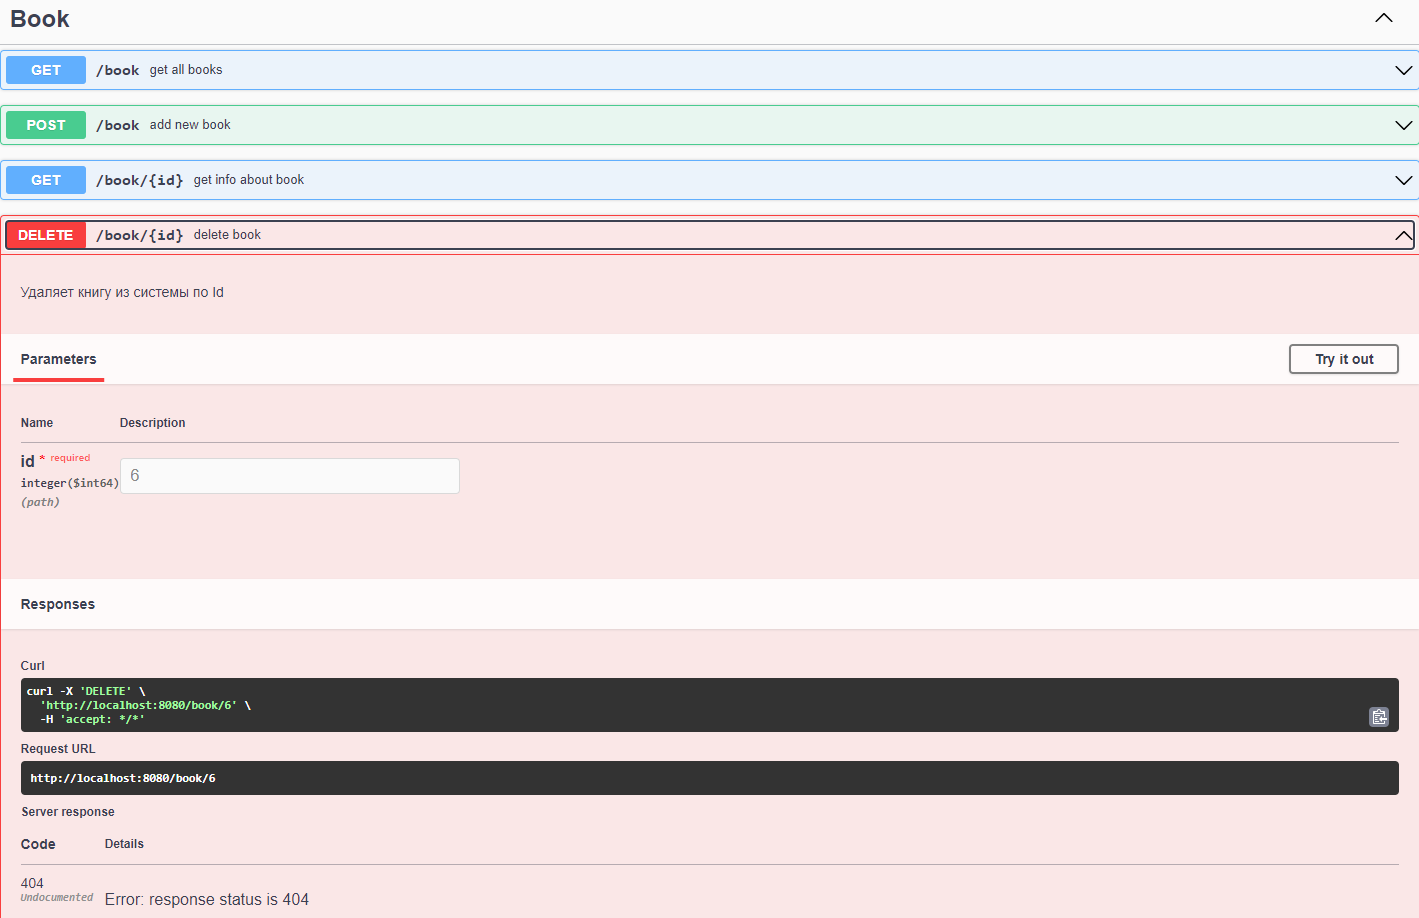 Book
GET /book get all books
POST /book add new book
GET /book/{id} get info about book
DELETE /book/{id} delete book
Удаляет книгу из системы по Id
Parameters
Try it out
Name Description
id * required
integer($int64)
(path)
6
Responses
Curl
curl -X 'DELETE' \
'http://localhost:8080/book/6' \
-H 'accept: */*'
Request URL
http://localhost:8080/book/6
Server response
Code Details
404
Undocumented
Error: response status is 404